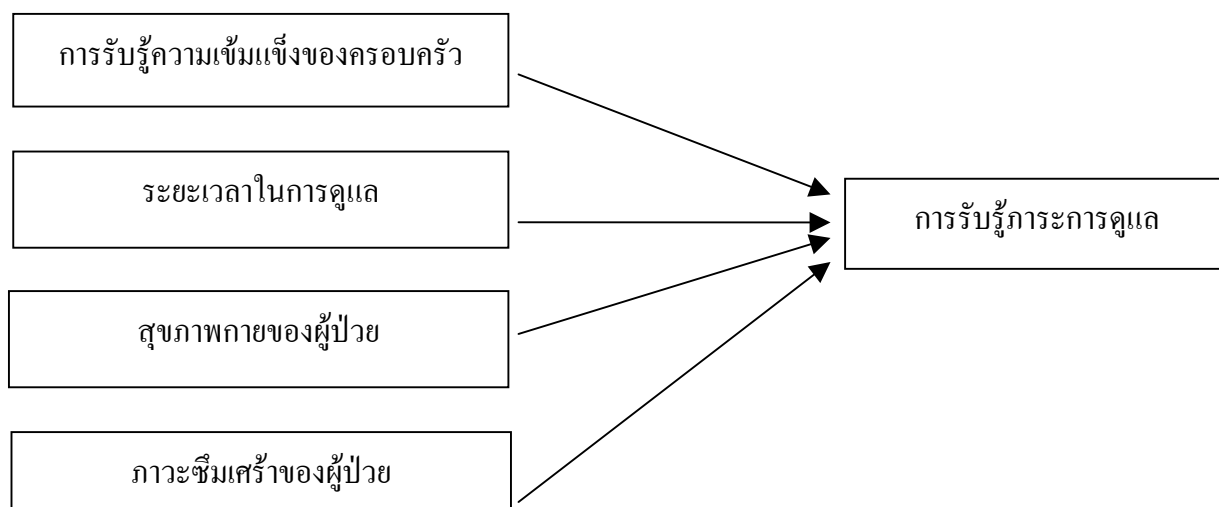 การรับรู้ความเข้มแข็งของครอบครัว
ระยะเวลาในการดูแล
การรับรู้ภาระการดูแล
สุขภาพกายของผู้ป่วย
ภาวะซึมเศร้าของผู้ป่วย